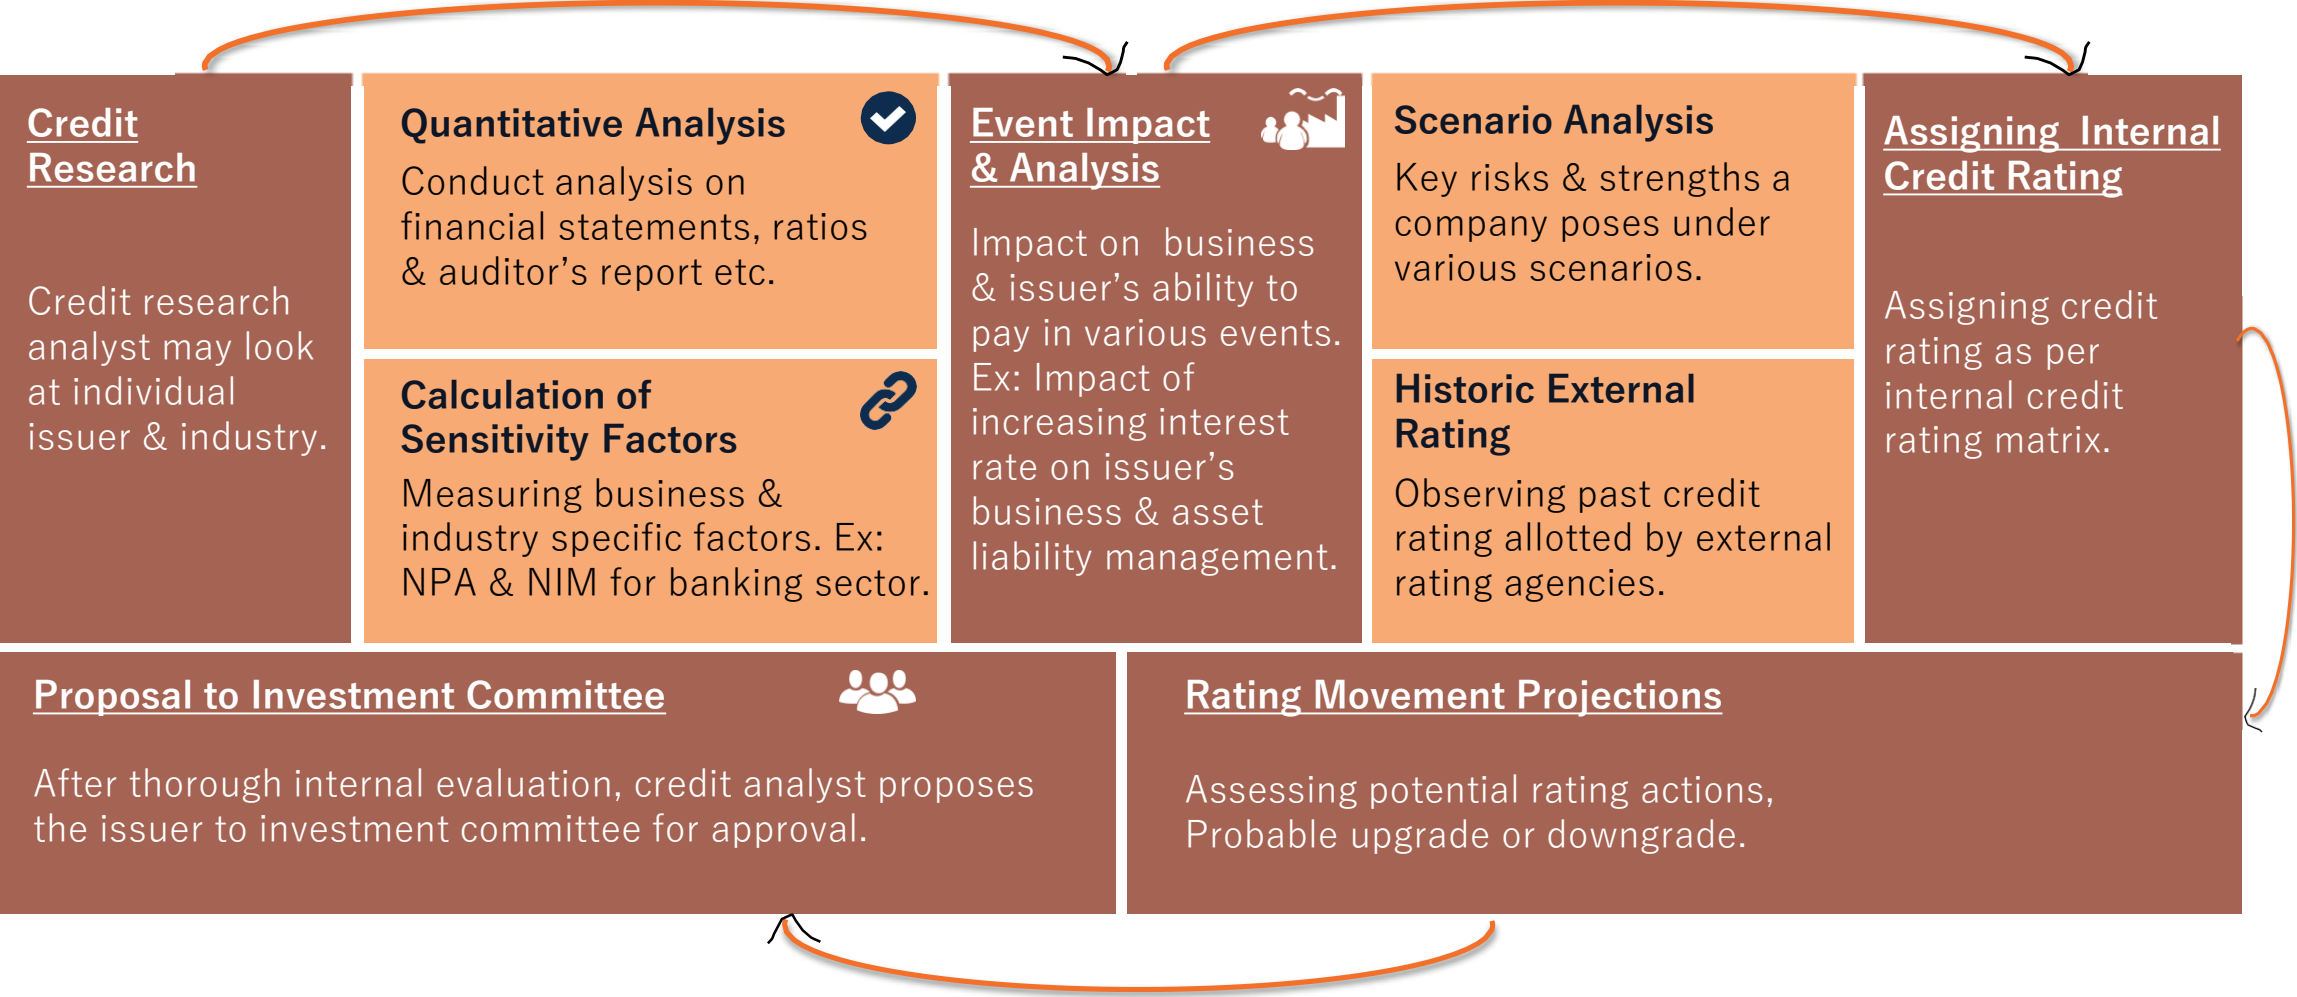 Credit
Research
Credit research
analyst may look
at individual
issuer & industry.
Quantitative Analysis
Conduct analysis on
financial statements, ratios
& auditor’s report etc.
Calculation of
Sensitivity Factors
Measuring business &
industry specific factors. Ex:
NPA & NIM for banking sector.
Event Impact
& Analysis
Impact on business
& issuer’s ability to
pay in various events.
Ex: Impact of
increasing interest
rate on issuer’s
business & asset
liability management.
Scenario Analysis
Key risks & strengths a
company poses under
various scenarios.
Historic External
Rating
Observing past credit
rating allotted by external
rating agencies.
Assigning Internal
Credit Rating
Assigning credit
rating as per
internal credit
rating matrix.
Proposal to Investment Committee
After thorough internal evaluation, credit analyst proposes
the issuer to investment committee for approval.
Rating Movement Projections
Assessing potential rating actions,
Probable upgrade or downgrade.